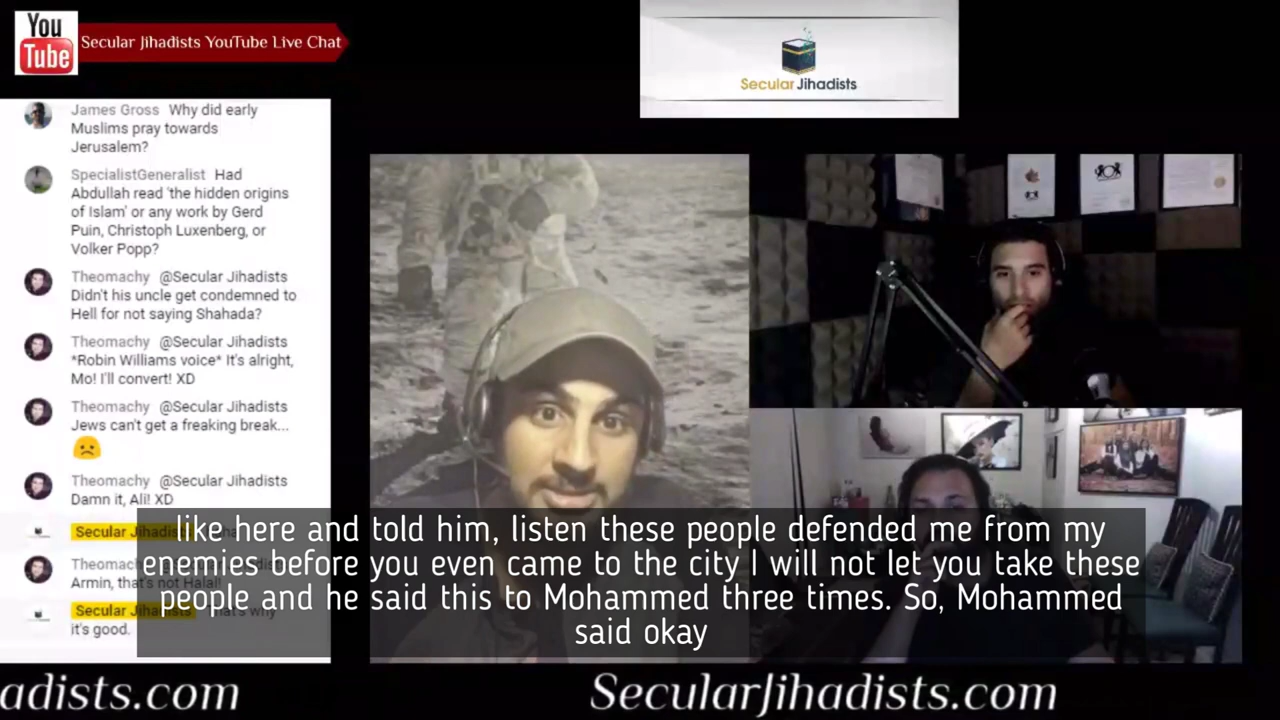 You
Tube
Secular Jihadists YouTube Live Chat
Secular Jihadists
James Gross Why did early
Muslims pray towards
Jerusalem?
SpecialistGeneralist Had
Abdullah read 'the hidden origins
of Islam' or any work by Gerd
Puin, Christoph Luxenberg, or
Volker Popp?
Theomachy @Secular Jihadists
Didn't his uncle get condemned to
Hell for not saying Shahada?
Theomachy @Secular Jihadists
*Robin Williams voice* It's alright,
Mo! I'll convert! XD
Theomachy @Secular Jihadists
Jews can't get a freaking break...
Theomachy @Secular Jihadists
Damn it, Ali! XD
Secular Jihadists
Theomachy
Armin, that's not Halal!
Secular Jihadists That's why
it's good.
like here and told him, listen these people defended me from my
enemies before you even came to the city I will not let you take these
people and he said this to Mohammed three times. So, Mohammed
said okay
adists.com
SecularJihadists.com